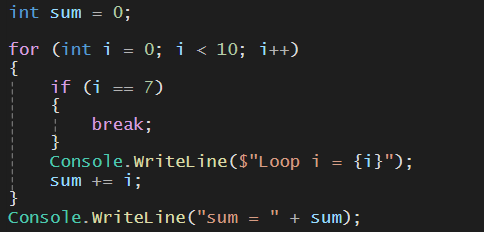 int sum = 0;
for (int i = 0; i < 10; i++)
{
if (i == 7)
{
break;
}
Console.WriteLine($"Loop i = {i}");
sum += i;
}
Console.WriteLine("sum = " + sum);